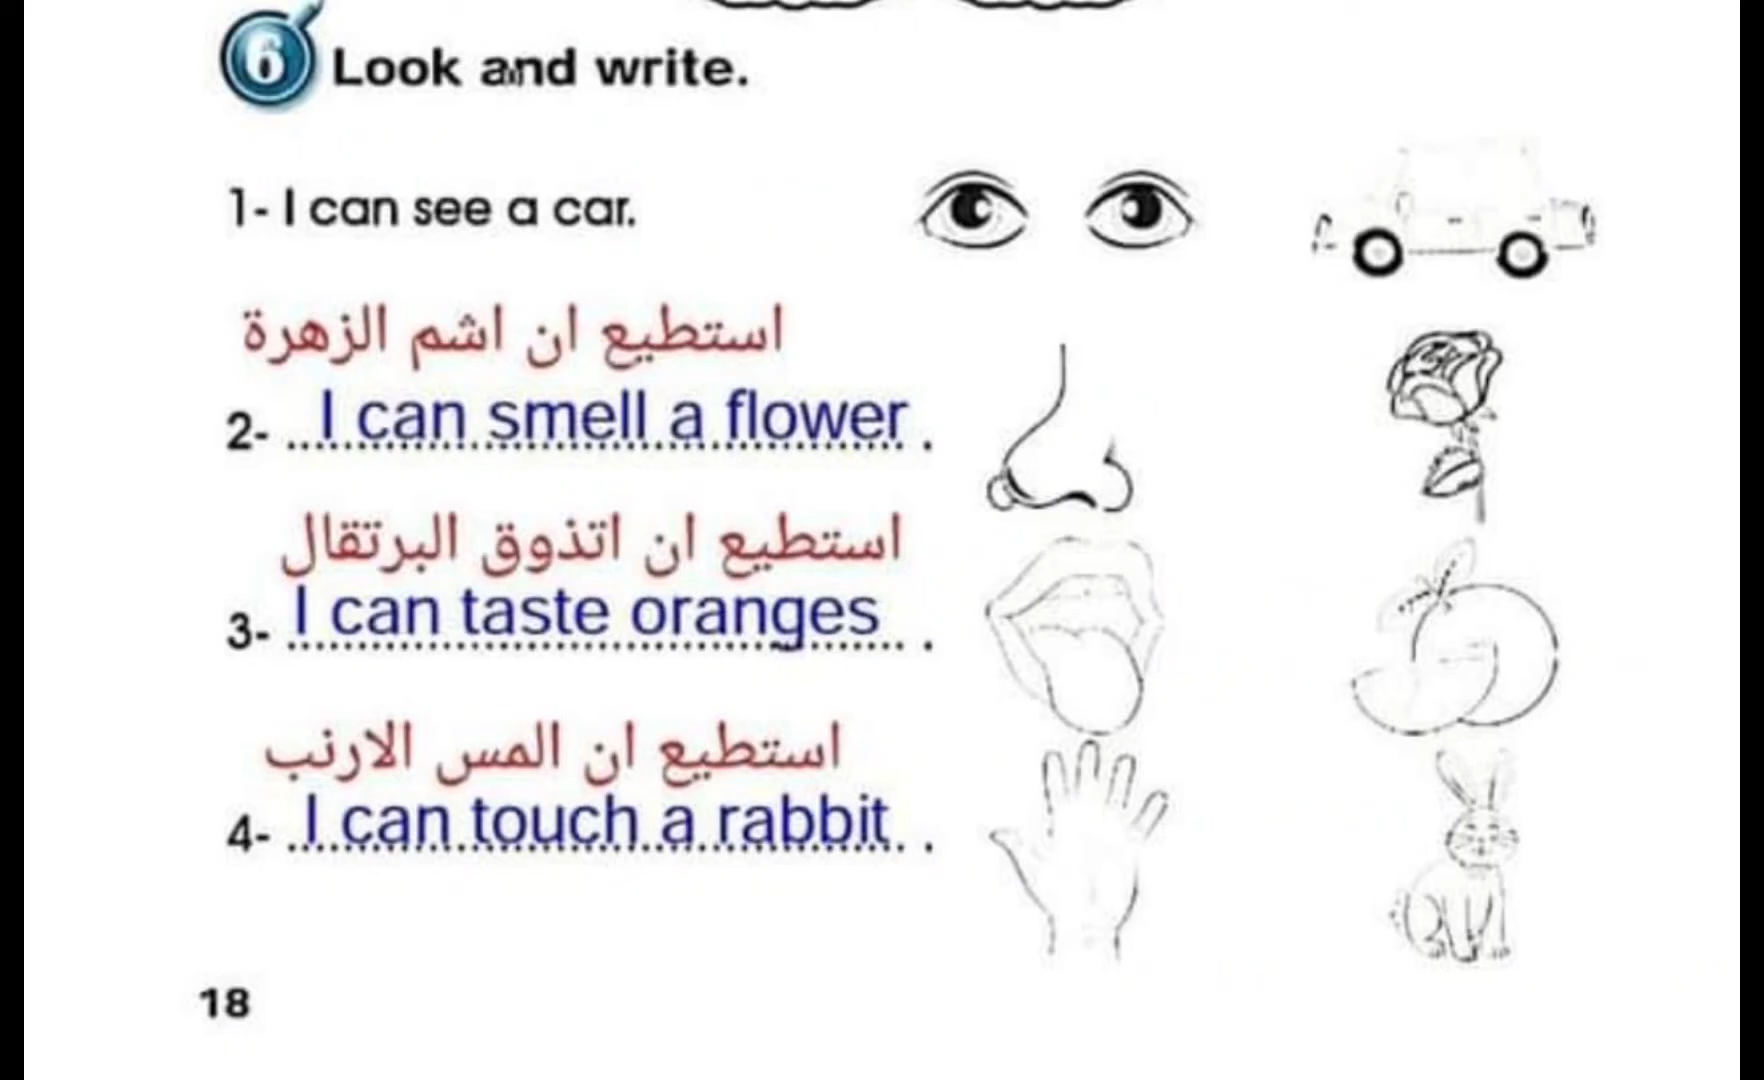 6 Look and write.
1- I can see a car.
استطيع ان اشم الزهرة
2- I can smell a flower .
استطيع ان اتذوق البرتقال
3- I can taste oranges .
استطيع ان المس الارنب
4- I can touch a rabbit .
18